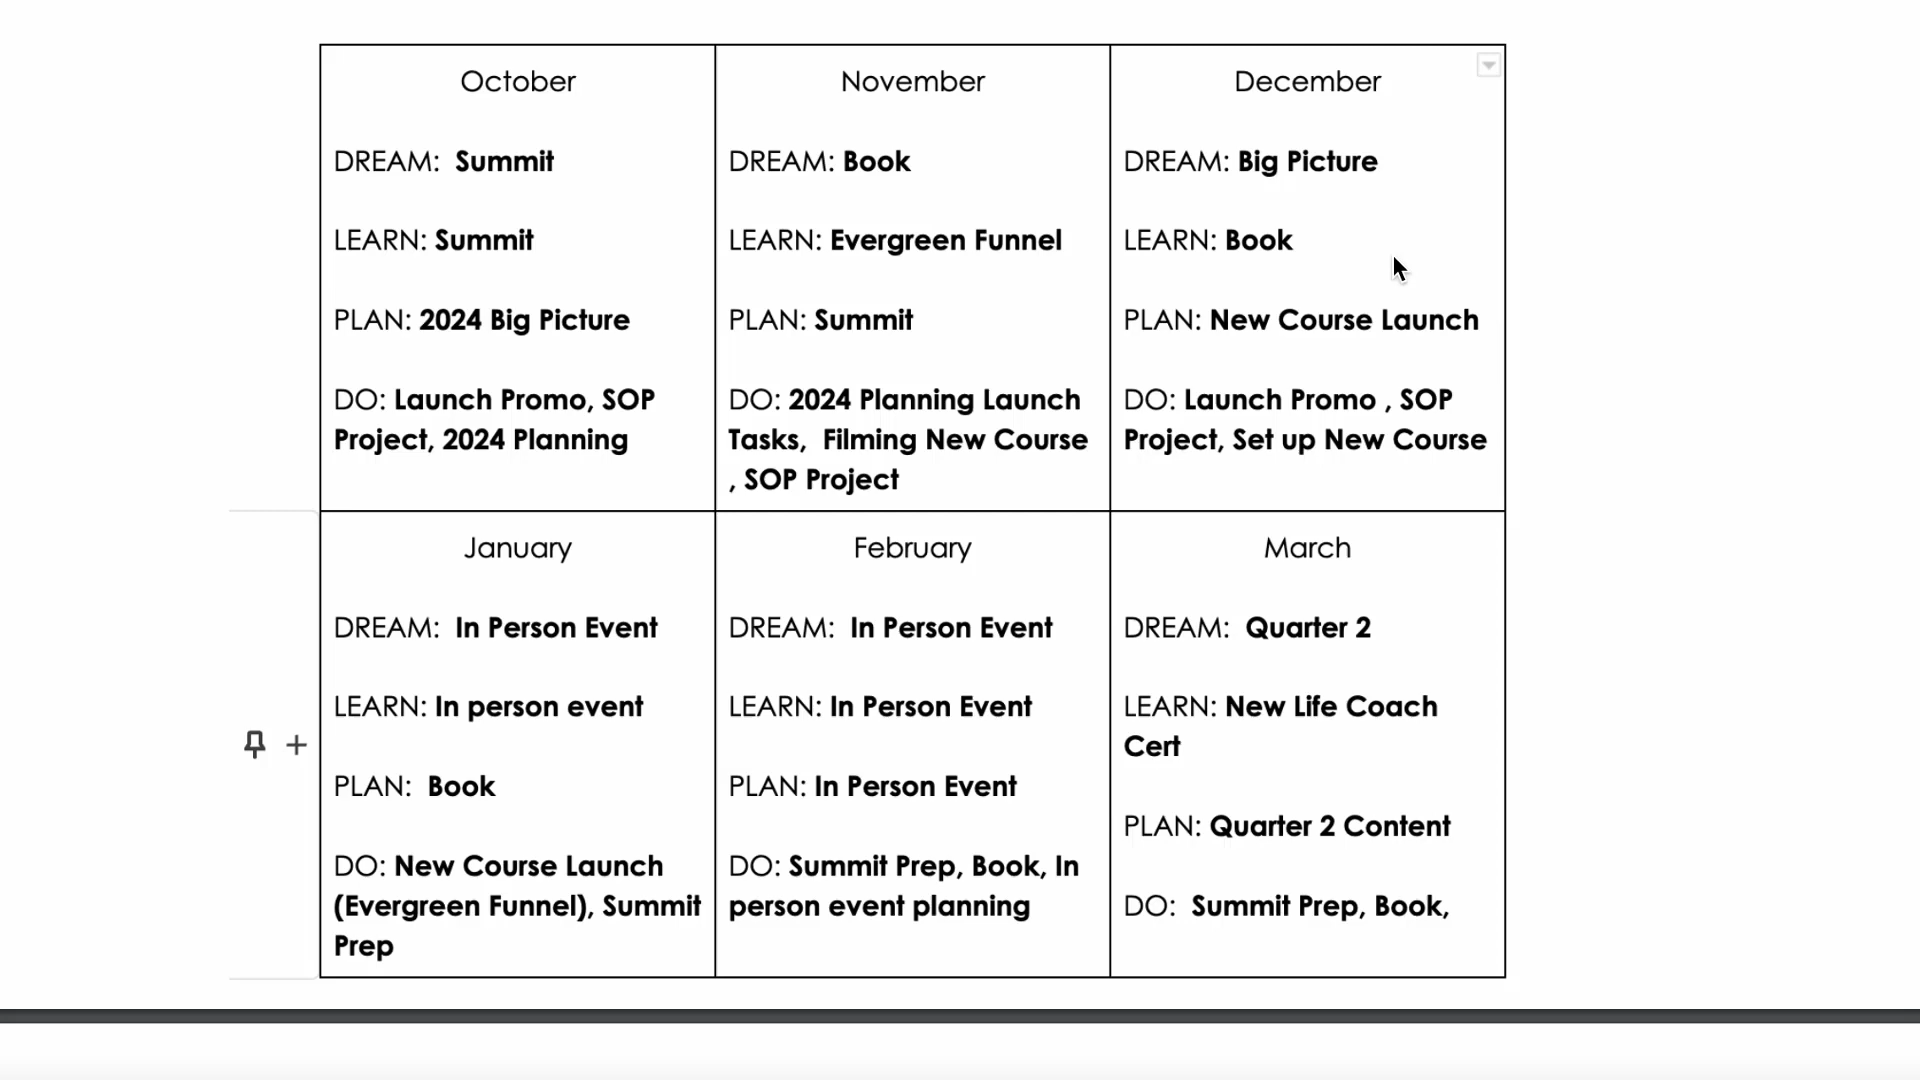 October
DREAM:  Summit
LEARN: Summit
PLAN: 2024 Big Picture
DO: Launch Promo, SOP
Project, 2024 Planning
November
DREAM: Book
LEARN: Evergreen Funnel
PLAN: Summit
DO: 2024 Planning Launch
Tasks,  Filming New Course
, SOP Project
December
DREAM: Big Picture
LEARN: Book
PLAN: New Course Launch
DO: Launch Promo , SOP
Project, Set up New Course
January
DREAM:  In Person Event
LEARN: In person event
PLAN:  Book
DO: New Course Launch
(Evergreen Funnel), Summit
Prep
February
DREAM:  In Person Event
LEARN: In Person Event
PLAN: In Person Event
DO: Summit Prep, Book, In
person event planning
March
DREAM:  Quarter 2
LEARN: New Life Coach
Cert
PLAN: Quarter 2 Content
DO:  Summit Prep, Book,